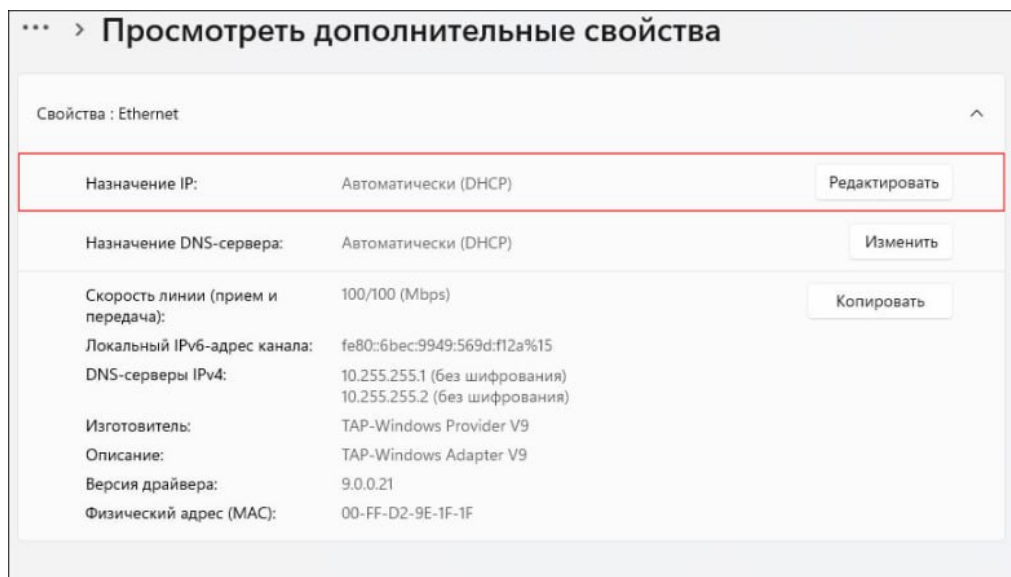 ... > Просмотреть дополнительные свойства
Свойства : Ethernet
Назначение IP: Автоматически (DHCP) Редактировать
Назначение DNS-сервера: Автоматически (DHCP) Изменить
Скорость линии (прием и передача): 100/100 (Mbps) Копировать
Локальный IPv6-адрес канала: fe80::6bec:9949:569d:f12a%15
DNS-серверы IPv4: 10.255.255.1 (без шифрования)
10.255.255.2 (без шифрования)
Изготовитель: TAP-Windows Provider V9
Описание: TAP-Windows Adapter V9
Версия драйвера: 9.0.0.21
Физический адрес (MAC): 00-FF-D2-9E-1F-1F